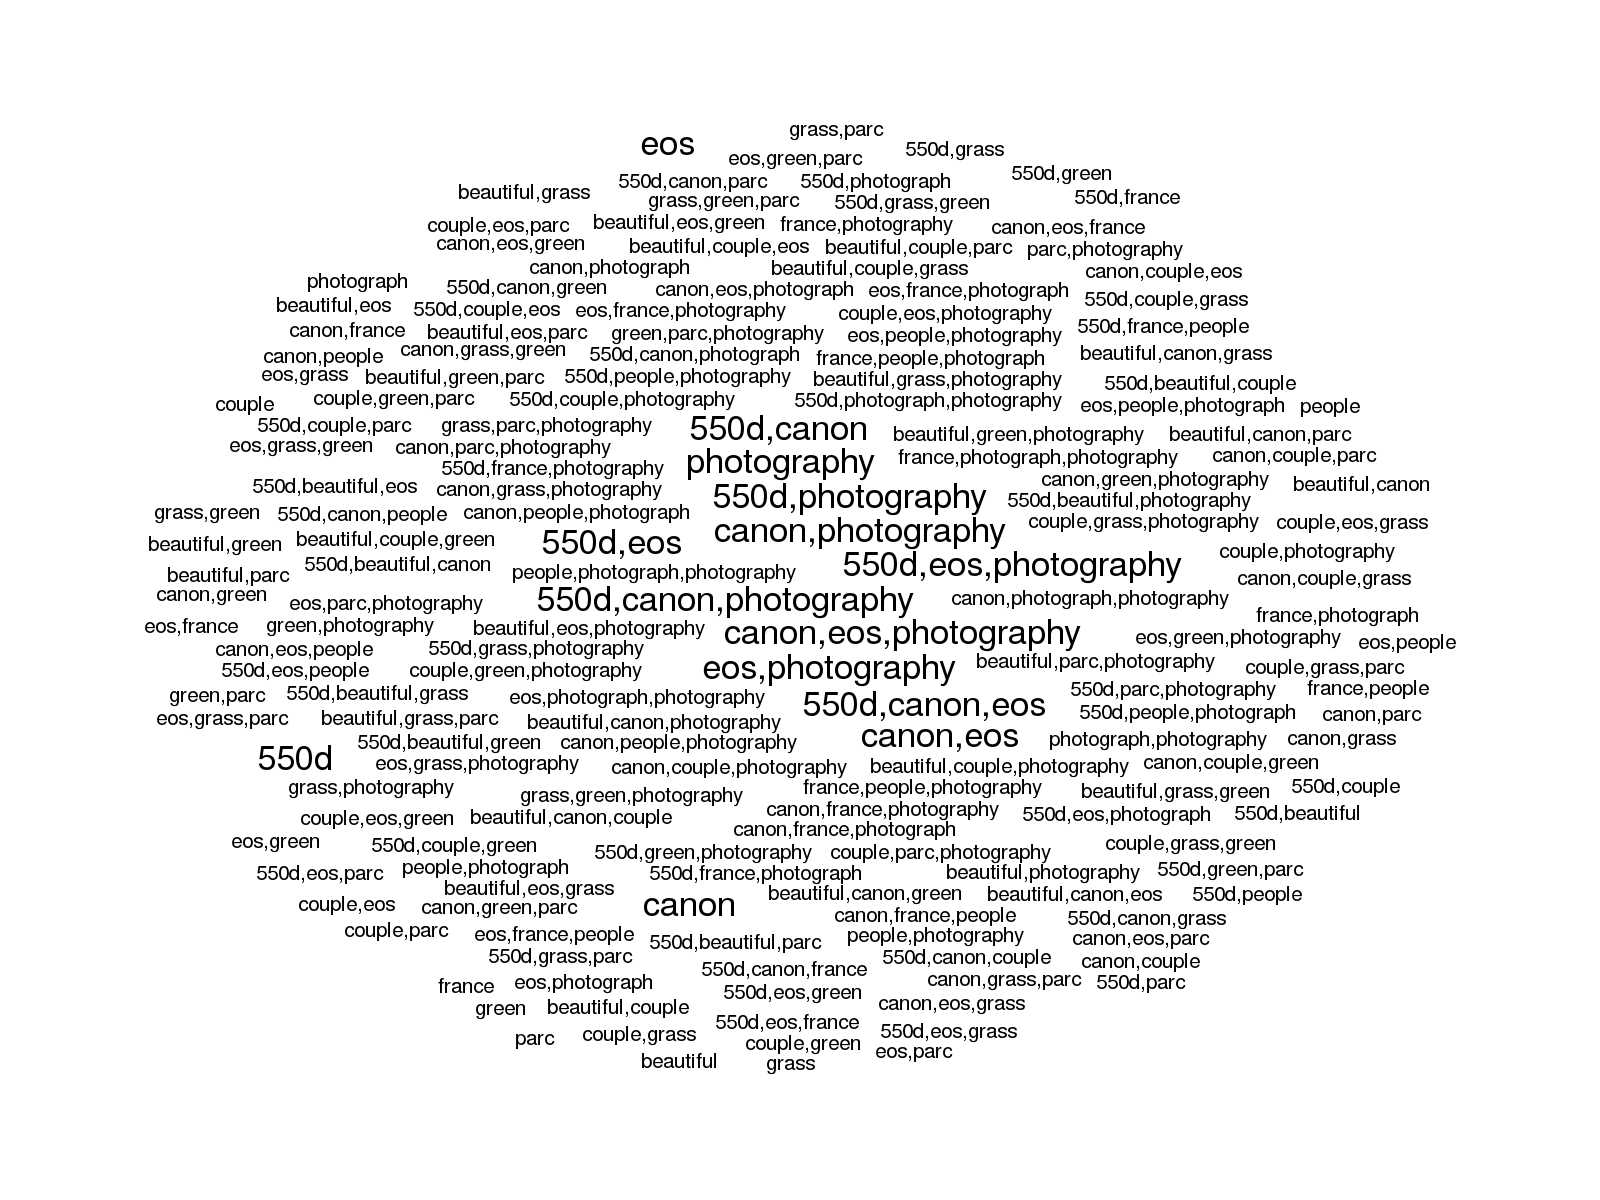 grass,parc
eos
550d,grass
eos,green,parc
550d,green
550d,canon,parc 550d,photograph
beautiful,grass
550d,france
grass,green,parc 550d,grass,green
couple,eos,parc beautiful,eos,green france,photography canon,eos,france
canon,eos,green beautiful,couple,eos beautiful,couple,parc parc,photography
canon,photograph beautiful,couple,grass canon,couple,eos
photograph 550d,canon,green canon,eos,photograph eos,france,photograph
550d,couple,grass
beautiful,eos 550d,couple,eos eos,france,photography couple,eos,photography
canon,france beautiful,eos,parc green,parc,photography eos,people,photography 550d,france,people
canon,people canon,grass,green 550d,canon,photograph france,people,photograph beautiful,canon,grass
eos,grass beautiful,green,parc 550d,people,photography beautiful,grass,photography 550d,beautiful,couple
couple couple,green,parc 550d,couple,photography 550d,photograph,photography eos,people,photograph people
550d,couple,parc grass,parc,photography 550d,canon beautiful,green,photography beautiful,canon,parc
eos,grass,green canon,parc,photography photography france,photograph,photography canon,couple,parc
550d,france,photography
550d,beautiful,eos canon,grass,photography 550d,photography canon,green,photography beautiful,canon
550d,beautiful,photography
grass,green 550d,canon,people canon,people,photograph canon,photography couple,grass,photography couple,eos,grass
beautiful,green beautiful,couple,green 550d,eos couple,photography
550d,beautiful,canon 550d,eos,photography
beautiful,parc people,photograph,photography canon,couple,grass
canon,green eos,parc,photography 550d,canon,photography canon,photograph,photography
france,photograph
eos,france green,photography beautiful,eos,photography canon,eos,photography eos,green,photography eos,people
canon,eos,people 550d,grass,photography
550d,eos,people couple,green,photography eos,photography beautiful,parc,photography couple,grass,parc
green,parc 550d,beautiful,grass eos,photograph,photography 550d,canon,eos 550d,parc,photography france,people
eos,grass,parc beautiful,grass,parc beautiful,canon,photography 550d,people,photograph canon,parc
550d,beautiful,green canon,people,photography canon,eos photograph,photography canon,grass
550d eos,grass,photography canon,couple,photography beautiful,couple,photography canon,couple,green
grass,photography grass,green,photography france,people,photography beautiful,grass,green 550d,couple
couple,eos,green beautiful,canon,couple canon,france,photography 550d,eos,photograph 550d,beautiful
canon,france,photograph
eos,green 550d,couple,green 550d,green,photography couple,parc,photography couple,grass,green
550d,eos,parc people,photograph 550d,france,photograph beautiful,photography 550d,green,parc
beautiful,eos,grass beautiful,canon,green beautiful,canon,eos 550d,people
couple,eos canon,green,parc canon canon,france,people 550d,canon,grass
couple,parc eos,france,people 550d,beautiful,parc people,photography canon,eos,parc
550d,grass,parc 550d,canon,couple canon,couple
550d,canon,france
france eos,photograph canon,grass,parc 550d,parc
550d,eos,green
green beautiful,couple canon,eos,grass
550d,eos,france
parc couple,grass 550d,eos,grass
couple,green eos,parc
beautiful grass